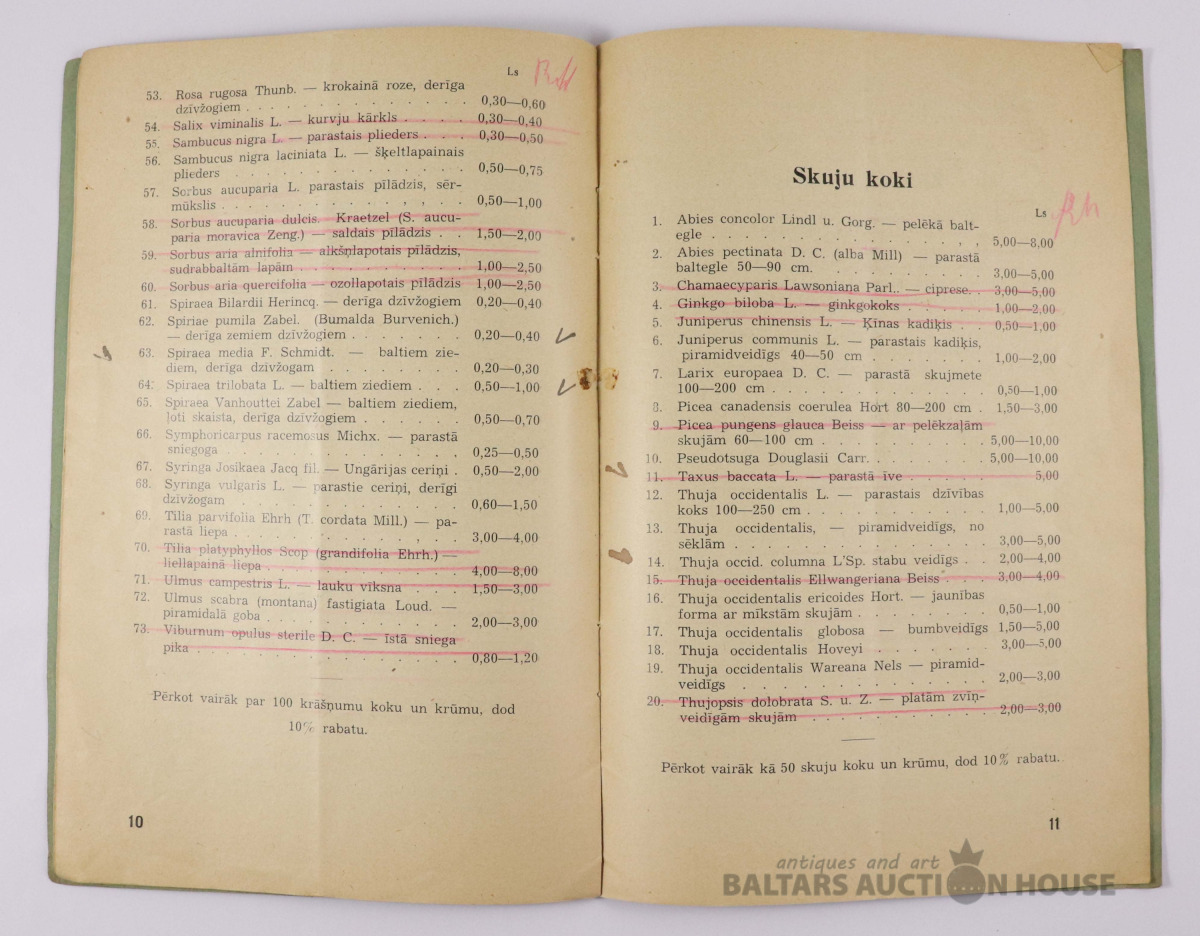 Ls
53. Rosa rugosa Thunb. — krokainā roze, derīga
dzīvžogiem . . . . . . . . . . . . . . 0,30—0,60
54. Salix viminalis L. — kurvju kārkls . . . . 0,30—0,40
55. Sambucus nigra L. — parastais plieders . . . 0,30—0,50
56. Sambucus nigra laciniata L. — šķeltlapainais
plieders . . . . . . . . . . . . . . . 0,50—0,75
57. Sorbus aucuparia L. parastais pīlādzis, sēr-
mūkslis . . . . . . . . . . . . , . . 0,50—1,00
58. Sorbus aucuparia dulcis. Kraetzel (S. aucu-
paria moravica Zeng.) — saldais pīlādzis . . 1,50—2,00
59. Sorbus aria alnifolia — alkšņlapotais pīlādzis,
sudrabbaltām lapām . . . . . . . . . . . 1,00—2,50
60. Sorbus aria quercifolia — ozollapotais pīlādzis 1,00—2,50
61. Spiraea Bilardii Herincq. — derīga dzīvžogiem 0,20—0,40
62. Spiriae pumila Zabel. (Bumalda Burvenich.)
— derīga zemiem dzīvžogiem . . . . . . . 0,20—0,40
63. Spiraea media F. Schmidt. — baltiem zie-
diem, derīga dzīvžogam . . . . . . . . . 0,20—0,30
64. Spiraea trilobata L. — baltiem ziediem . . . 0,50—1,00
65. Spiraea Vanhouttei Zabel — baltiem ziediem,
ļoti skaista, derīga dzīvžogiem . . . . . . 0,50—0,70
66. Symphoricarpus racemosus Michx. — parastā
sniegoga . . . . . . . . . . . . . . . 0,25—0,50
67. Syringa Josikaea Jacq fil. — Ungārijas ceriņi . 0,50—2,00
68. Syringa vulgaris L. — parastie ceriņi, derīgi
dzīvžogam . . . . . . . . . . . . . . 0,60—1,50
69. Tilia parvifolia Ehrh (T. cordata Mill.) — pa-
rastā liepa . . . . . . . . . . . , . . . 3,00—4,00
70. Tilia platyphyllos Scop (grandifolia Ehrh.) —
liellapainā liepa . . . . . . . . . . . . . 4,00—8,00
71. Ulmus campestris L. — lauku vīksna . . . 1,50—3,00
72. Ulmus scabra (montana) fastigiata Loud. —
piramidalā goba . . . . . . . . . . . . 2,00—3,00
73. Viburnum opulus sterile D. C. — īstā sniega
pika . . . . . . . . . . . . . . . . . 0,80—1,20
Pērkot vairāk par 100 krāšņumu koku un krūmu, dod
10% rabatu.
10
Skuju koki
Ls
1. Abies concolor Lindl u. Gorg. — pelēkā balt-
egle . . . . . . . . . . . . . . , , 5,00—8,00
2. Abies pectinata D. C. (alba Mill) — parastā
baltegle 50—90 cm. . . . . . . . . . . 3,00—5,00
3. Chamaecyparis Lawsoniana Parl.. — ciprese. . 3,00—5,00
4. Ginkgo biloba L. — ginkgokoks . . . . . 1,00—2,00
5. Juniperus chinensis L. — Ķīnas kadiķis . . 0,50—1,00
6. Juniperus communis L. — parastais kadiķis,
piramidveidīgs 40—50 cm . . . . . . . 1,00—2,00
7. Larix europaea D. C. — parastā skujmete
100—200 cm . . . . . . . . . . . . . 0,50—1,00
8. Picea canadensis coerulea Hort 80—200 cm . 1,50—3,00
9. Picea pungens glauca Beiss — ar pelēkzaļām
skujām 60—100 cm . . . . . . . . . . 5,00—10,00
10. Pseudotsuga Douglasii Carr. . . . . . . . 5,00—10,00
11. Taxus baccata L. — parastā īve . . . . . 5,00
12. Thuja occidentalis L. — parastais dzīvības
koks 100—250 cm . . . . . . . . . . . 1,00—5,00
13. Thuja occidentalis, — piramidveidīgs, no
sēklām . . . . . . . . . . . . . . . 3,00—5,00
14. Thuja occid. columna L'Sp. stabu veidīgs . . 2,00—4,00
15. Thuja occidentalis Ellwangeriana Beiss . . . 3,00—4,00
16. Thuja occidentalis ericoides Hort. — jaunības
forma ar mīkstām skujām . . . . . . . . 0,50—1,00
17. Thuja occidentalis globosa — bumbveidīgs 1,50—5,00
18. Thuja occidentalis Hoveyi . . . . . . . 3,00—5,00
19. Thuja occidentalis Wareana Nels — piramid-
veidīgs . . . . . . . . . . . . . . . 2,00—3,00
20. Thujopsis dolobrata S. u. Z. — platām zvīņ-
veidīgām skujām . . . . . . . . . . . 2,00—3,00
Pērkot vairāk kā 50 skuju koku un krūmu, dod 10% rabatu.
11
antiques and art
BALTARS AUCTION HOUSE